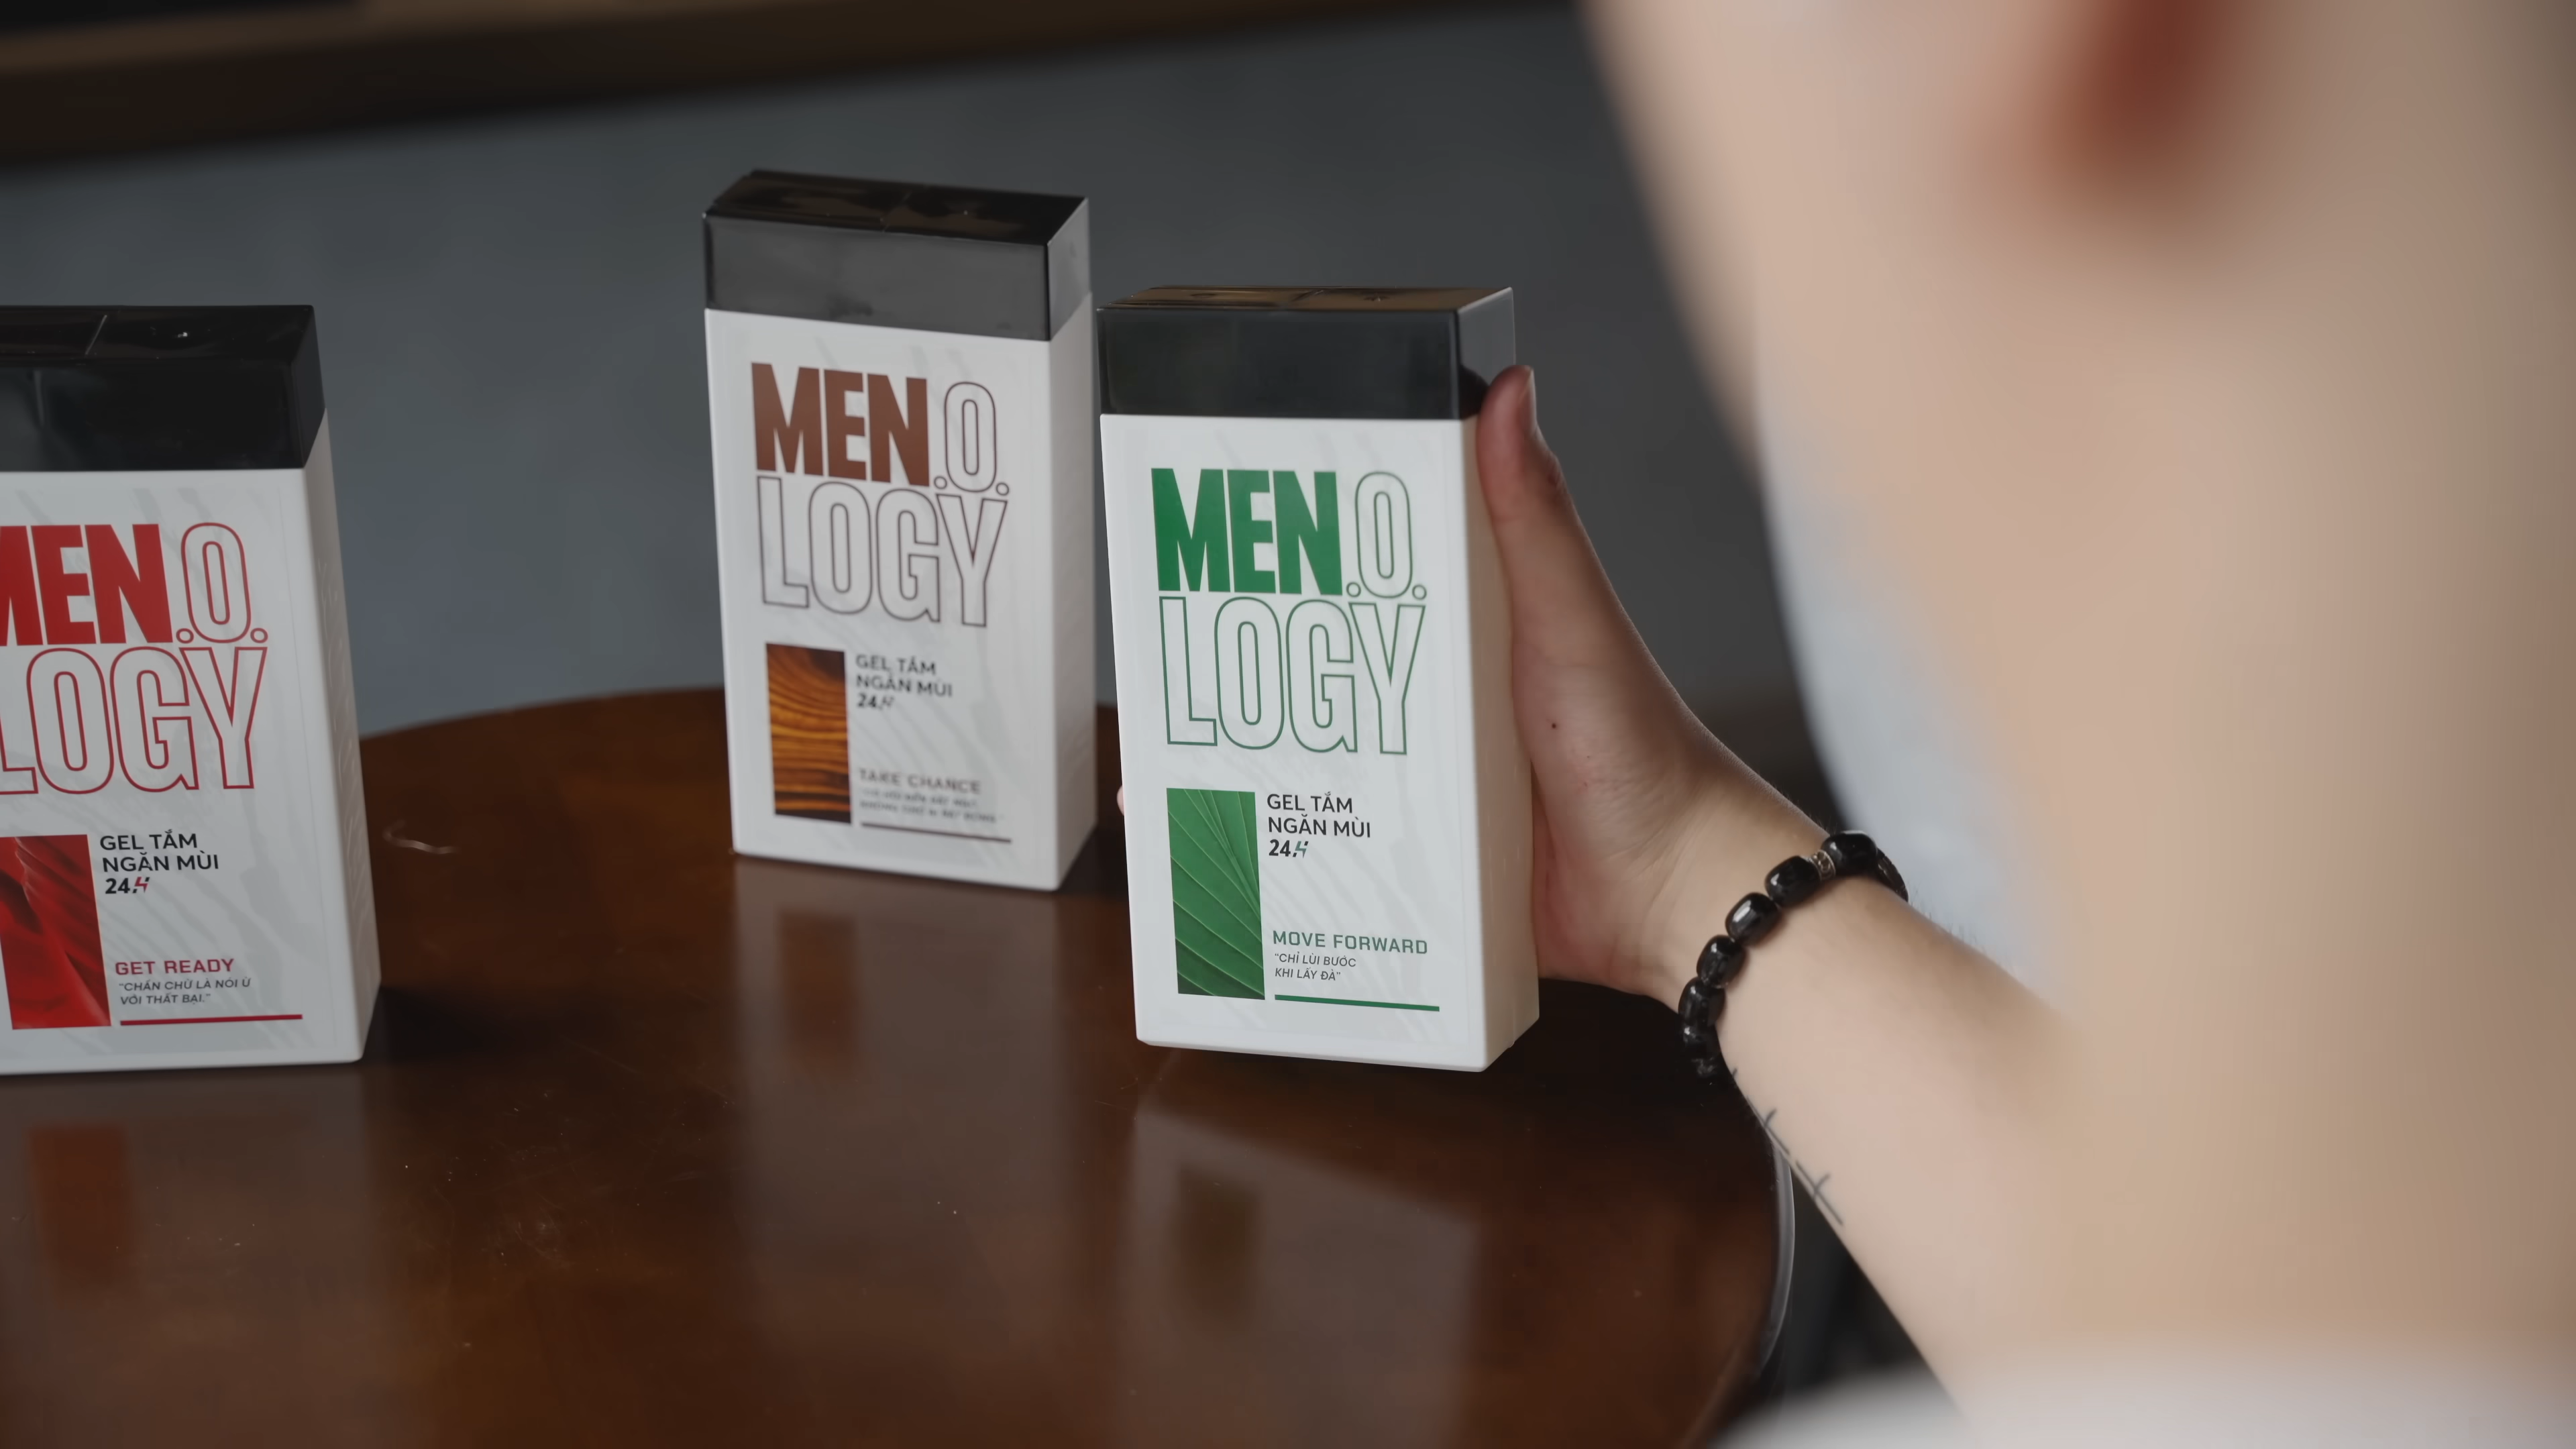 MEN.O.
LOGY
GEL TẮM
NGĂN MÙI
24H
GET READY
“CHẦN CHỪ LÀ NÓI Ừ
VỚI THẤT BẠI.”
MEN.O.
LOGY
GEL TẮM
NGĂN MÙI
24H
TAKE CHANCE
MEN.O.
LOGY
GEL TẮM
NGĂN MÙI
24H
MOVE FORWARD
“CHỈ LÙI BƯỚC
KHI LẤY ĐÀ”